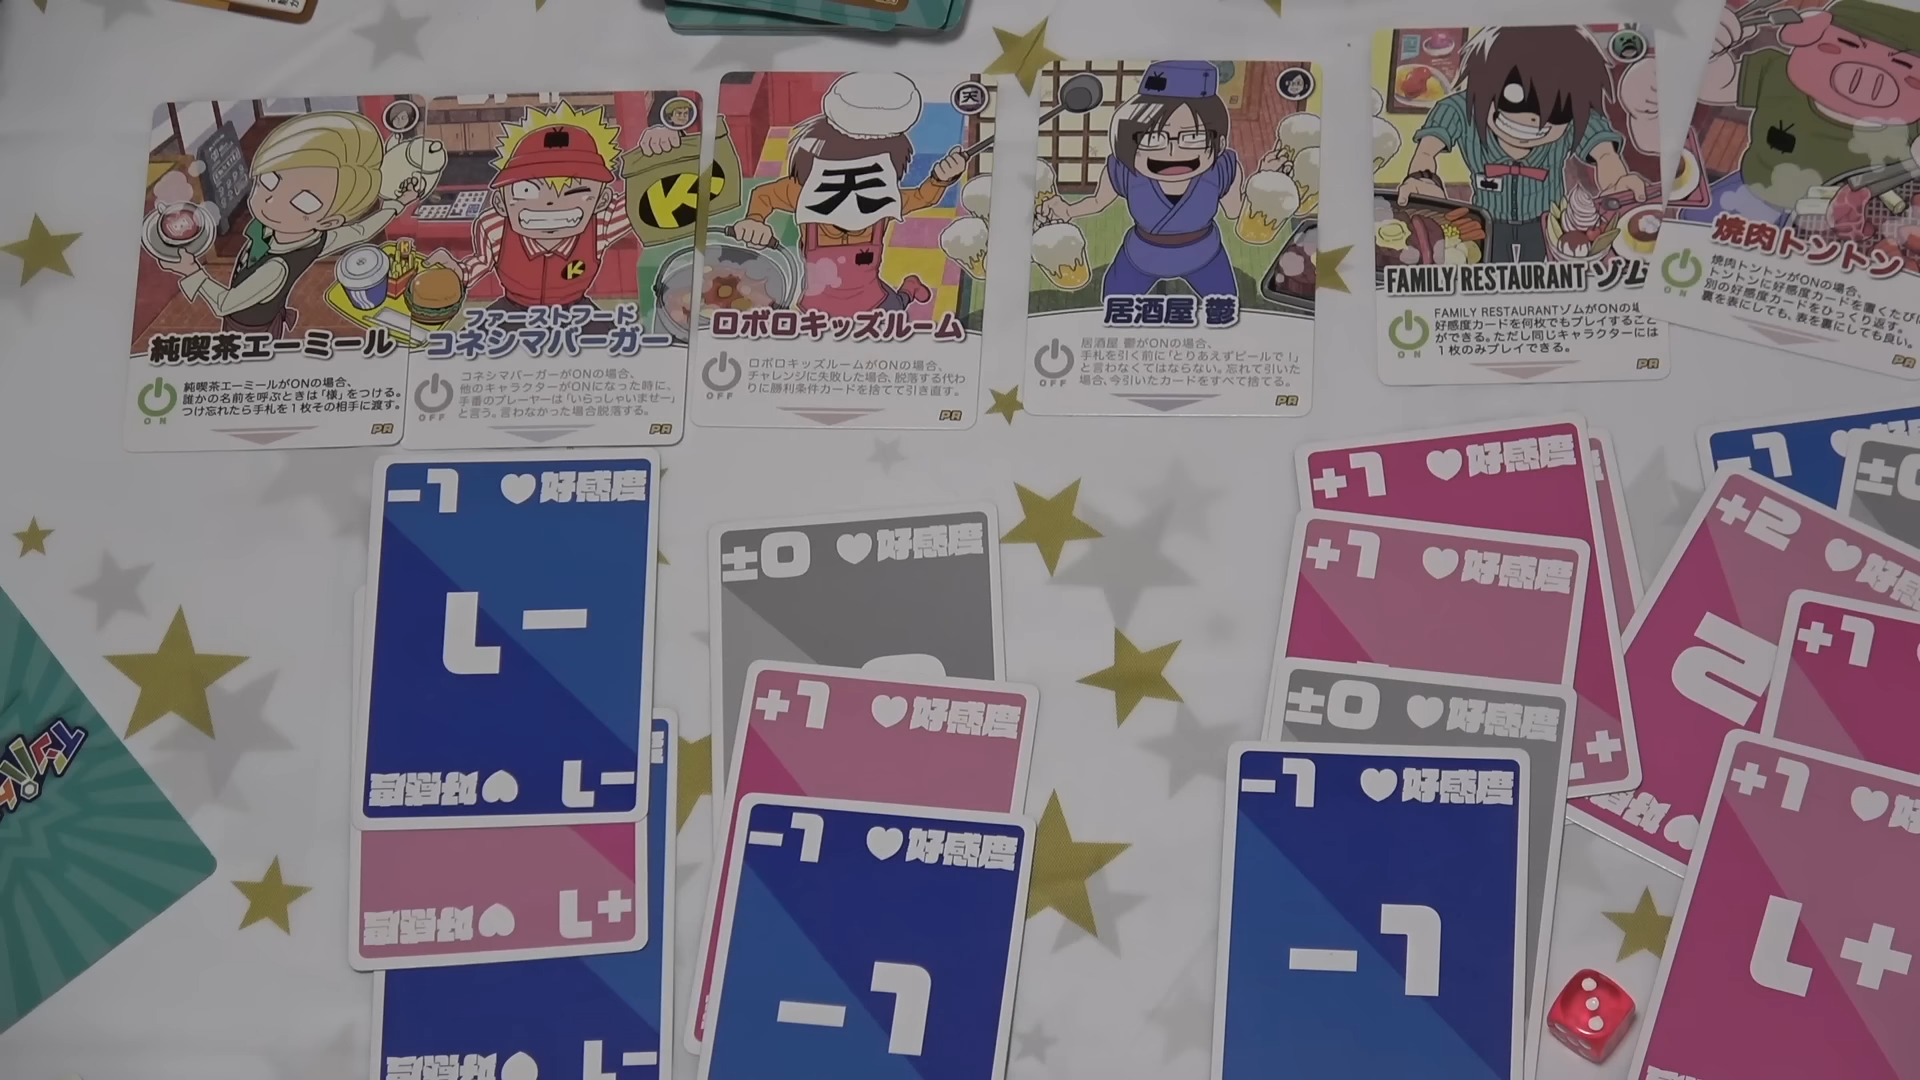 純喫茶エーミール
ON
純喫茶エーミールがONの場合、
誰かの名前を呼ぶときは「様」をつける。
つけ忘れたら手札を1枚その相手に渡す。
PR
K
K
ファーストフード
コネシマバーガー
OFF
コネシマバーガーがONの場合、
他のキャラクターがONになった時に、
手番のプレーヤーは「いらっしゃいませー」
と言う。言わなかった場合脱落する。
PR
天
天
ロボロキッズルーム
OFF
ロボロキッズルームがONの場合、
チャレンジに失敗した場合、脱落する代わ
りに勝利条件カードを捨てて引き直す。
PR
居酒屋 鬱
OFF
居酒屋 鬱がONの場合、
手札を引く前に「とりあえずビールで!」
と言わなくてはならない。忘れて引いた
場合、今引いたカードをすべて捨てる。
PR
FAMILY RESTAURANT ゾム
ON
FAMILY RESTAURANTゾムがONの
好感度カードを何枚でもプレイすること
ができる。ただし同じキャラクターには
1枚のみプレイできる。
PR
焼肉トントン
ON
焼肉トントンがONの場合、
トントンに好感度カードを置くたびに
別の好感度カードをひっくり返す。
裏を表にしても、表を裏にしても良い。
PR
-1 好感度
-1
-1 好感度
+1 好感度
-1 好感度
±0 好感度
+1 好感度
-1 好感度
-1
+1 好感度
+1 好感度
±0 好感度
-1 好感度
-1
-1
±0
+2 好感
2
+1
+1 好
+1